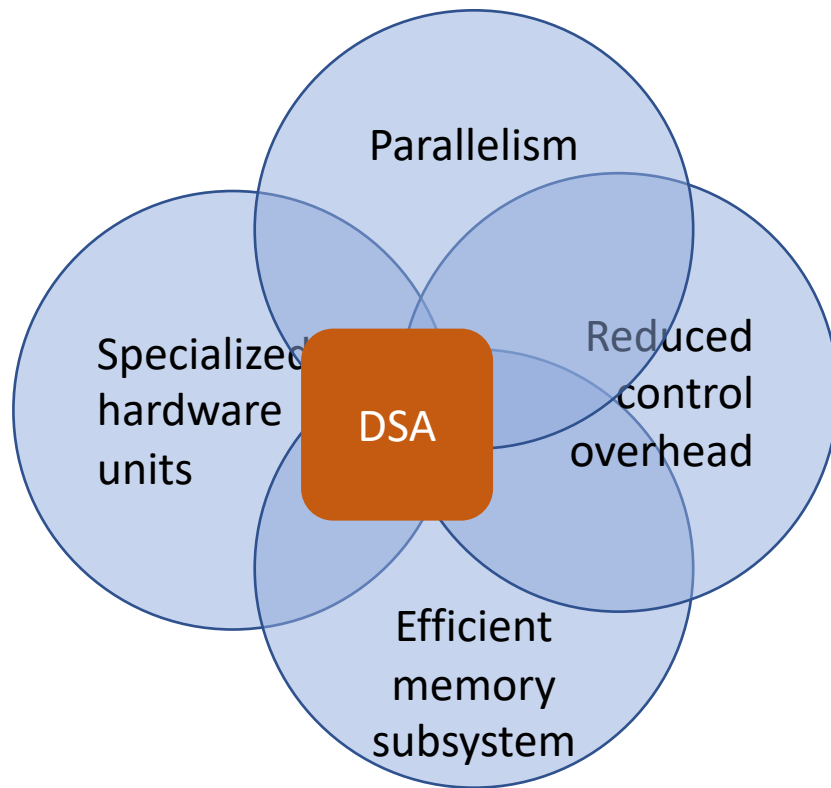 Parallelism
Specialized
hardware
units
DSA
Reduced
control
overhead
Efficient
memory
subsystem